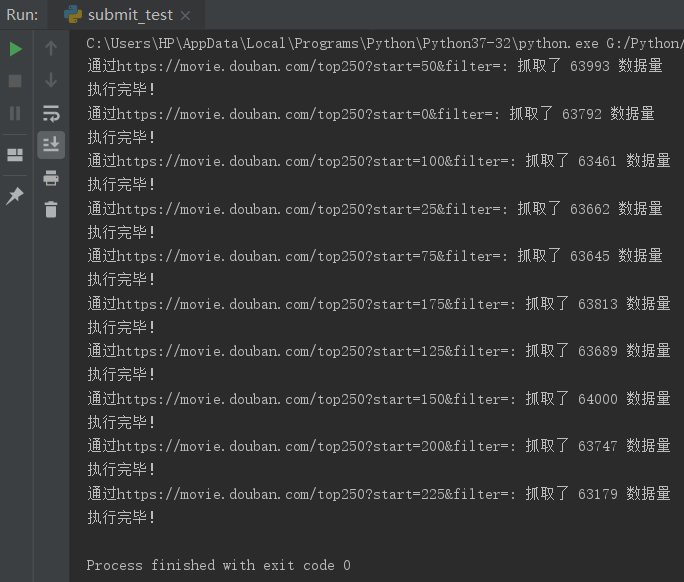 Run: submit_test
C:\Users\HP\AppData\Local\Programs\Python\Python37-32\python.exe G:/Python/
通过https://movie.douban.com/top250?start=50&filter=: 抓取了 63993 数据量
执行完毕!
通过https://movie.douban.com/top250?start=0&filter=: 抓取了 63792 数据量
执行完毕!
通过https://movie.douban.com/top250?start=100&filter=: 抓取了 63461 数据量
执行完毕!
通过https://movie.douban.com/top250?start=25&filter=: 抓取了 63662 数据量
执行完毕!
通过https://movie.douban.com/top250?start=75&filter=: 抓取了 63645 数据量
执行完毕!
通过https://movie.douban.com/top250?start=175&filter=: 抓取了 63813 数据量
执行完毕!
通过https://movie.douban.com/top250?start=125&filter=: 抓取了 63689 数据量
执行完毕!
通过https://movie.douban.com/top250?start=150&filter=: 抓取了 64000 数据量
执行完毕!
通过https://movie.douban.com/top250?start=200&filter=: 抓取了 63747 数据量
执行完毕!
通过https://movie.douban.com/top250?start=225&filter=: 抓取了 63179 数据量
执行完毕!
Process finished with exit code 0